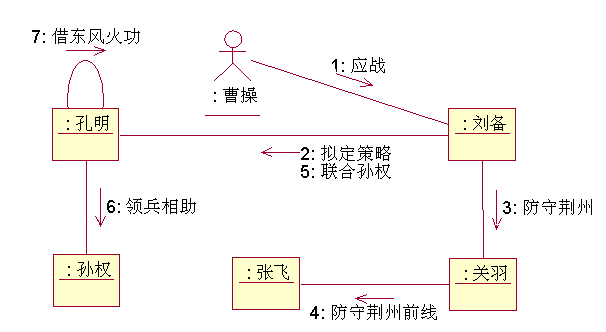 7: 借东风火功
1: 应战
: 曹操
: 孔明
: 刘备
2: 拟定策略
5: 联合孙权
6: 领兵相助
3: 防守荆州
: 孙权
: 张飞
: 关羽
4: 防守荆州前线